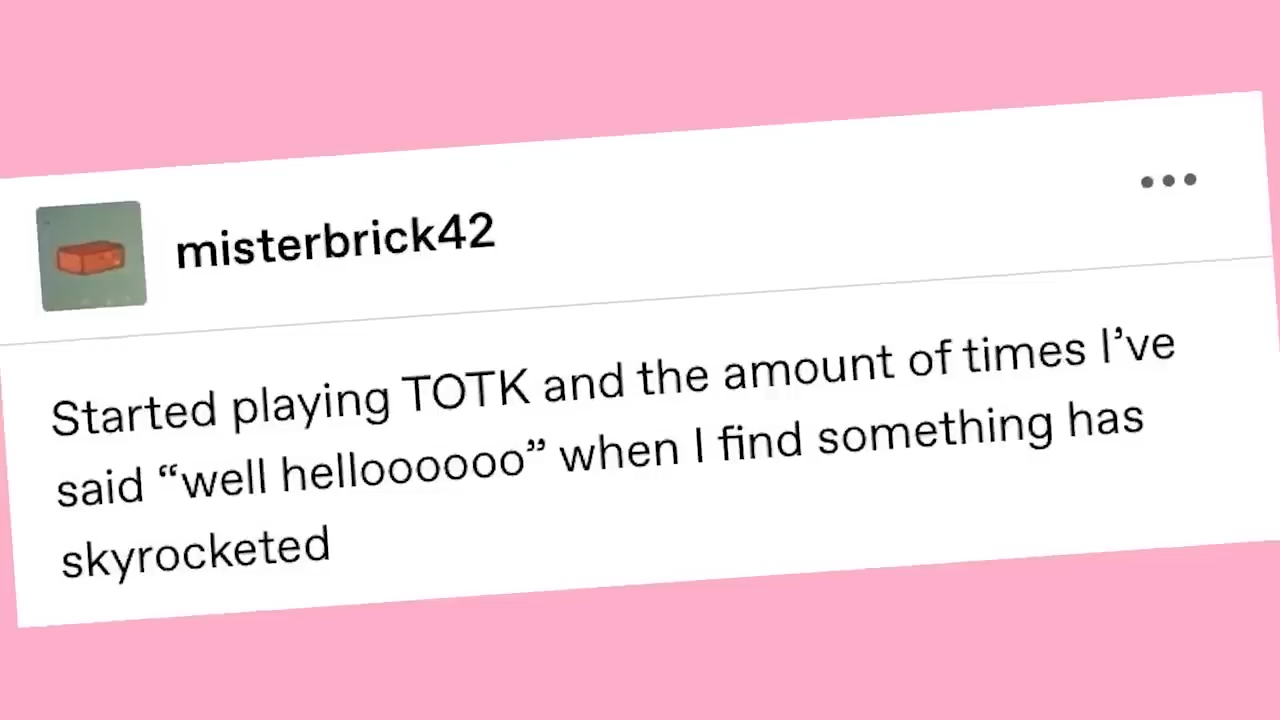 misterbrick42
Started playing TOTK and the amount of times I’ve
said “well helloooooo” when I find something has
skyrocketed